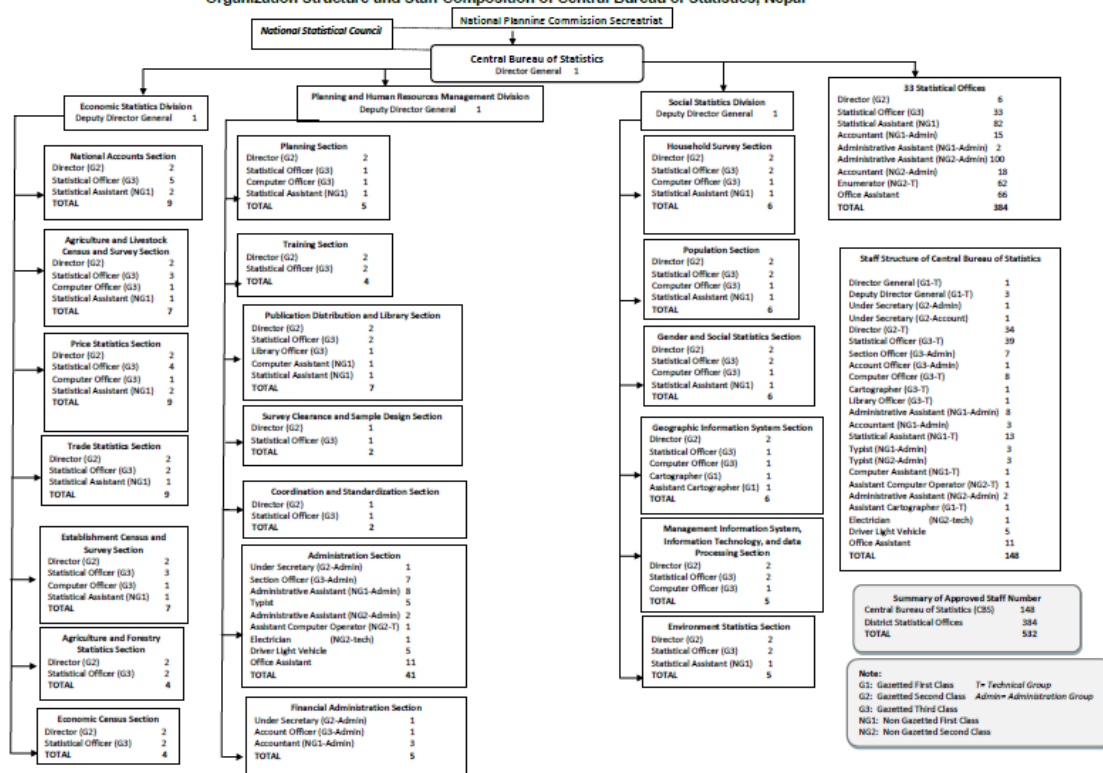 Organization Structure and Staff Composition of Central Bureau of Statistics, Nepal
National Plannine Commission Secreatriat
National Statistical Council
Central Bureau of Statistics
Director General 1
Economic Statistics Division
Deputy Director General 1
National Accounts Section
Director (G2) 2
Statistical Officer (G3) 5
Statistical Assistant (NG1) 2
TOTAL 9
Agriculture and Livestock
Census and Survey Section
Director (G2) 2
Statistical Officer (G3) 3
Computer Officer (G3) 1
Statistical Assistant (NG1) 1
TOTAL 7
Price Statistics Section
Director (G2) 2
Statistical Officer (G3) 4
Computer Officer (G3) 1
Statistical Assistant (NG1) 2
TOTAL 9
Trade Statistics Section
Director (G2) 2
Statistical Officer (G3) 2
Statistical Assistant (NG1) 1
TOTAL 9
Establishment Census and
Survey Section
Director (G2) 2
Statistical Officer (G3) 3
Computer Officer (G3) 1
Statistical Assistant (NG1) 1
TOTAL 7
Agriculture and Forestry
Statistics Section
Director (G2) 2
Statistical Officer (G3) 2
TOTAL 4
Economic Census Section
Director (G2) 2
Statistical Officer (G3) 2
TOTAL 4
Planning and Human Resources Management Division
Deputy Director General 1
Planning Section
Director (G2) 2
Statistical Officer (G3) 1
Computer Officer (G3) 1
Statistical Assistant (NG1) 1
TOTAL 5
Training Section
Director (G2) 2
Statistical Officer (G3) 2
TOTAL 4
Publication Distribution and Library Section
Director (G2) 2
Statistical Officer (G3) 2
Library Officer (G3) 1
Computer Assistant (NG1) 1
Statistical Assistant (NG1) 1
TOTAL 7
Survey Clearance and Sample Design Section
Director (G2) 1
Statistical Officer (G3) 1
TOTAL 2
Coordination and Standardization Section
Director (G2) 1
Statistical Officer (G3) 1
TOTAL 2
Administration Section
Under Secretary (G2-Admin) 1
Section Officer (G3-Admin) 7
Administrative Assistant (NG1-Admin) 8
Typist 5
Administrative Assistant (NG2-Admin) 2
Assistant Computer Operator (NG2-T) 1
Electrician (NG2-tech) 1
Driver Light Vehicle 5
Office Assistant 11
TOTAL 41
Financial Administration Section
Under Secretary (G2-Admin) 1
Account Officer (G3-Admin) 1
Accountant (NG1-Admin) 3
TOTAL 5
Social Statistics Division
Deputy Director General 1
Household Survey Section
Director (G2) 2
Statistical Officer (G3) 2
Computer Officer (G3) 1
Statistical Assistant (NG1) 1
TOTAL 6
Population Section
Director (G2) 2
Statistical Officer (G3) 2
Computer Officer (G3) 1
Statistical Assistant (NG1) 1
TOTAL 6
Gender and Social Statistics Section
Director (G2) 2
Statistical Officer (G3) 2
Computer Officer (G3) 1
Statistical Assistant (NG1) 1
TOTAL 6
Geographic Information System Section
Director (G2) 2
Statistical Officer (G3) 1
Computer Officer (G3) 1
Cartographer (G1) 1
Assistant Cartographer (G1) 1
TOTAL 6
Management Information System,
Information Technology, and data
Processing Section
Director (G2) 2
Statistical Officer (G3) 2
Computer Officer (G3) 1
TOTAL 5
Environment Statistics Section
Director (G2) 2
Statistical Officer (G3) 2
Statistical Assistant (NG1) 1
TOTAL 5
33 Statistical Offices
Director (G2) 6
Statistical Officer (G3) 33
Statistical Assistant (NG1) 82
Accountant (NG1-Admin) 15
Administrative Assistant (NG1-Admin) 2
Administrative Assistant (NG2-Admin) 100
Accountant (NG2-Admin) 18
Enumerator (NG2-T) 62
Office Assistant 66
TOTAL 384
Staff Structure of Central Bureau of Statistics
Director General (G1-T) 1
Deputy Director General (G1-T) 3
Under Secretary (G2-Admin) 1
Under Secretary (G2-Account) 1
Director (G2-T) 34
Statistical Officer (G3-T) 39
Section Officer (G3-Admin) 7
Account Officer (G3-Admin) 1
Computer Officer (G3-T) 8
Cartographer (G3-T) 1
Library Officer (G3-T) 1
Administrative Assistant (NG1-Admin) 8
Accountant (NG1-Admin) 3
Statistical Assistant (NG1-T) 13
Typist (NG1-Admin) 3
Typist (NG2-Admin) 3
Computer Assistant (NG1-T) 1
Assistant Computer Operator (NG2-T) 1
Administrative Assistant (NG2-Admin) 2
Assistant Cartographer (G1-T) 1
Electrician (NG2-tech) 1
Driver Light Vehicle 5
Office Assistant 11
TOTAL 148
Summary of Approved Staff Number
Central Bureau of Statistics (CBS) 148
District Statistical Offices 384
TOTAL 532
Note:
G1: Gazetted First Class T= Technical Group
G2: Gazetted Second Class Admin= Administration Group
G3: Gazetted Third Class
NG1: Non Gazetted First Class
NG2: Non Gazetted Second Class